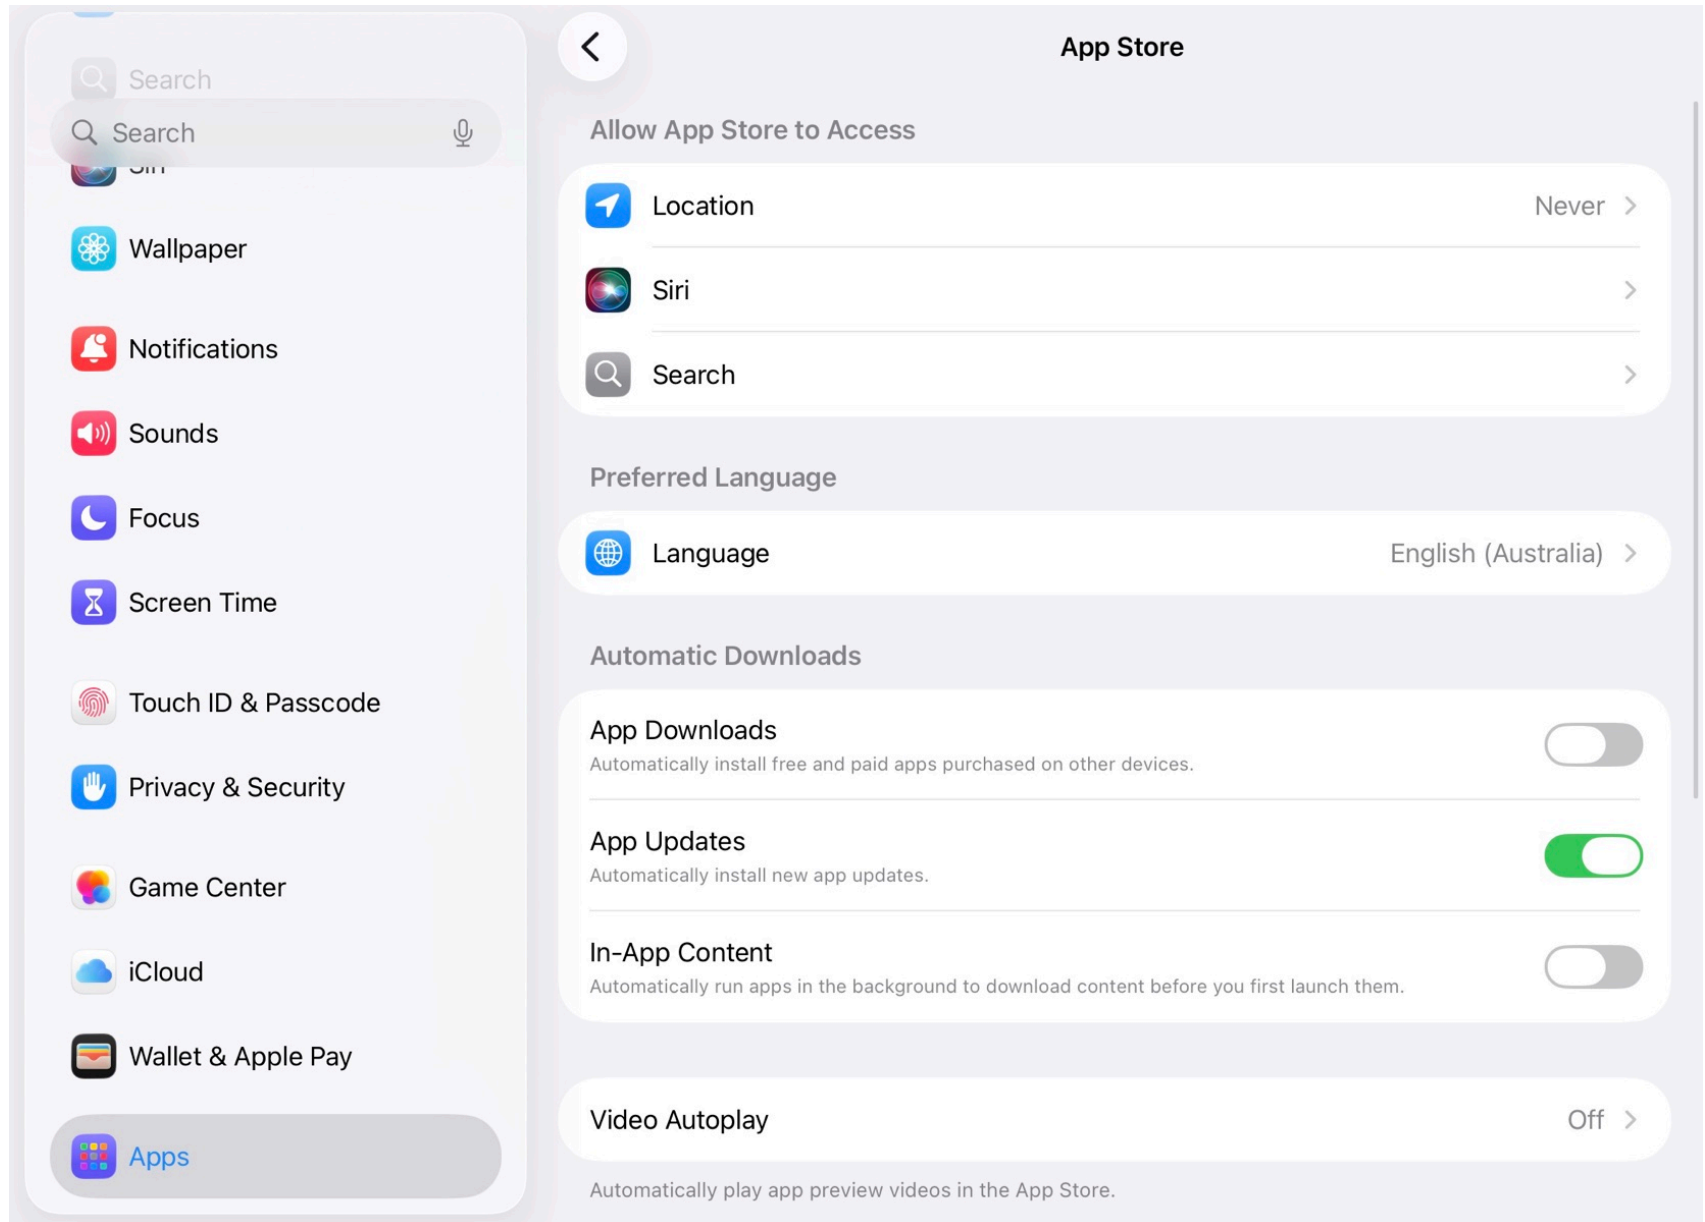 Search
Search
Siri
Wallpaper
Notifications
Sounds
Focus
Screen Time
Touch ID & Passcode
Privacy & Security
Game Center
iCloud
Wallet & Apple Pay
Apps
App Store
Allow App Store to Access
Location Never
Siri
Search
Preferred Language
Language English (Australia)
Automatic Downloads
App Downloads
Automatically install free and paid apps purchased on other devices.
App Updates
Automatically install new app updates.
In-App Content
Automatically run apps in the background to download content before you first launch them.
Video Autoplay Off
Automatically play app preview videos in the App Store.